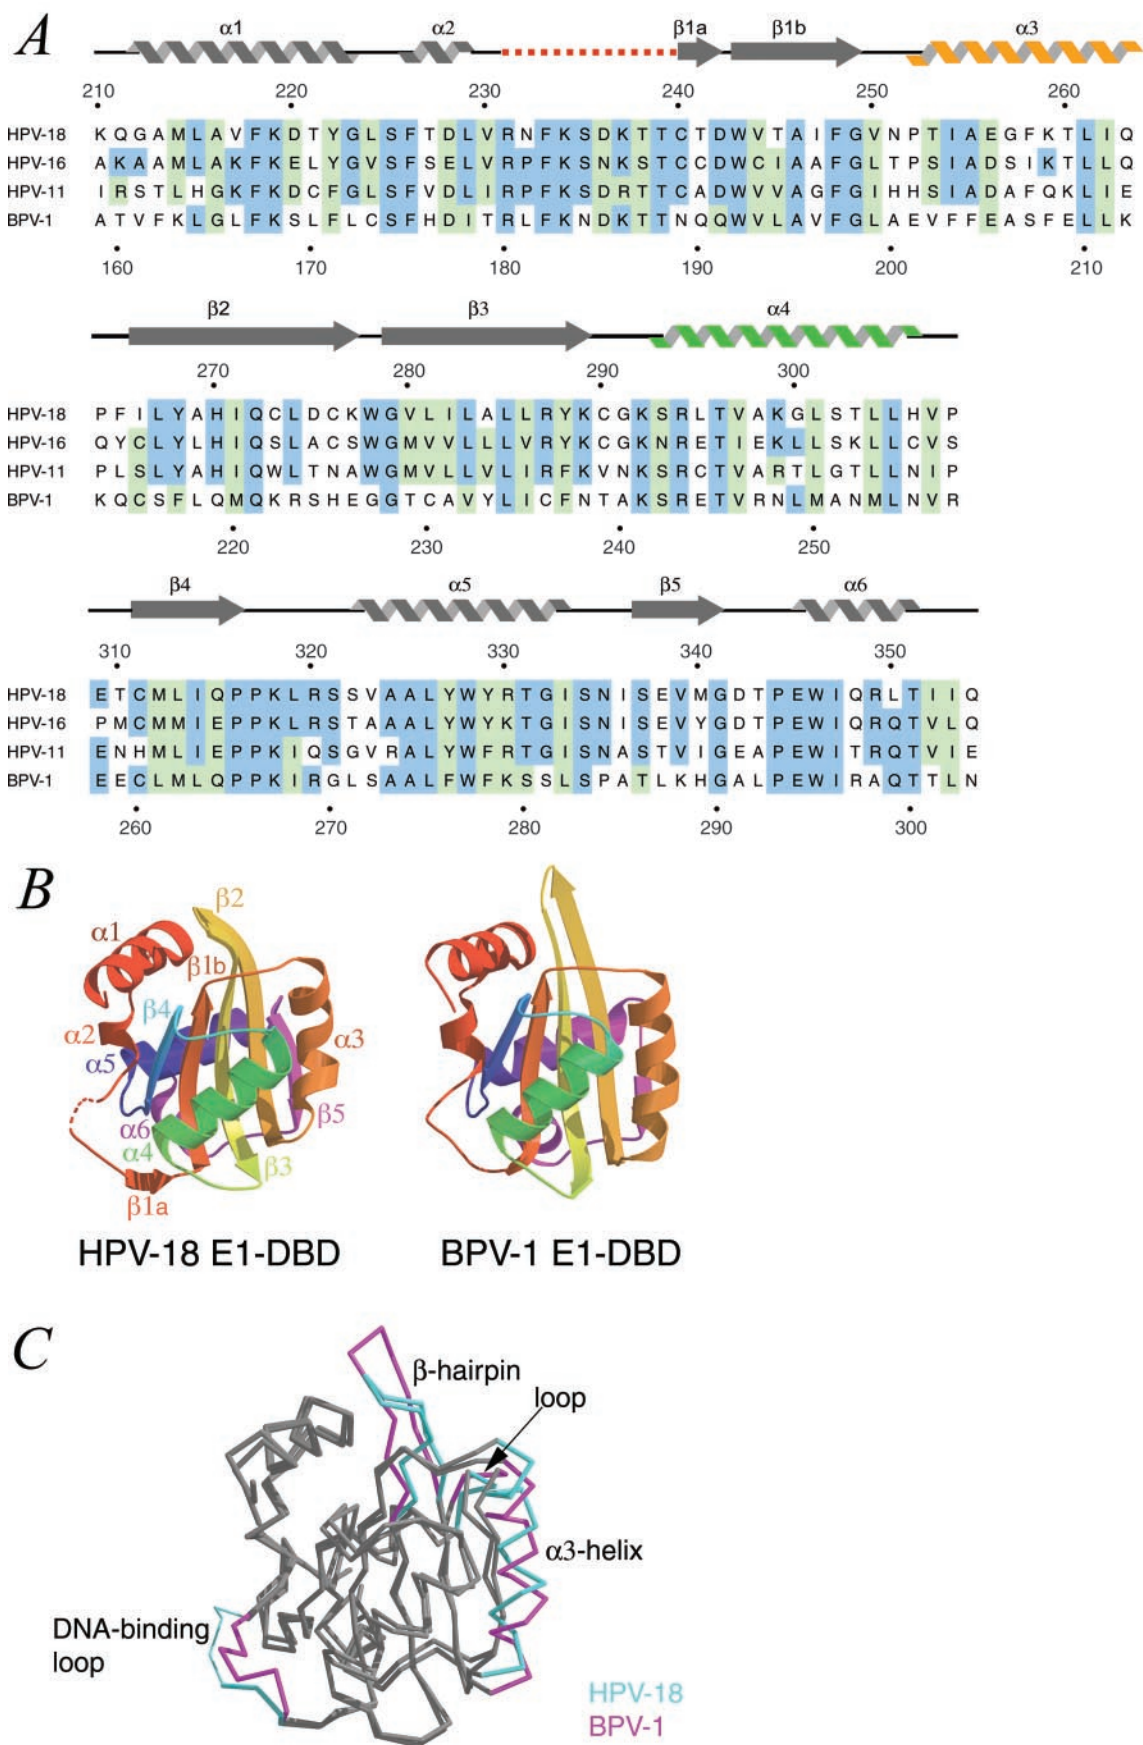 A
α1 α2 β1a β1b α3
210 220 230 240 250 260
HPV-18 K Q G A M L A V F K D T Y G L S F T D L V R N F K S D K T T C T D W V T A I F G V N P T I A E G F K T L I Q
HPV-16 A K A A M L A K F K E L Y G V S F S E L V R P F K S N K S T C C D W C I A A F G L T P S I A D S I K T L L Q
HPV-11 I R S T L H G K F K D C F G L S F V D L I R P F K S D R T T C A D W V V A G F G I H H S I A D A F Q K L I E
BPV-1 A T V F K L G L F K S L F L C S F H D I T R L F K N D K T T N Q Q W V L A V F G L A E V F F E A S F E L L K
160 170 180 190 200 210
β2 β3 α4
270 280 290 300
HPV-18 P F I L Y A H I Q C L D C K W G V L I L A L L R Y K C G K S R L T V A K G L S T L L H V P
HPV-16 Q Y C L Y L H I Q S L A C S W G M V V L L L V R Y K C G K N R E T I E K L L S K L L C V S
HPV-11 P L S L Y A H I Q W L T N A W G M V L L V L I R F K V N K S R C T V A R T L G T L L N I P
BPV-1 K Q C S F L Q M Q K R S H E G G T C A V Y L I C F N T A K S R E T V R N L M A N M L N V R
220 230 240 250
β4 α5 β5 α6
310 320 330 340 350
HPV-18 E T C M L I Q P P K L R S S V A A L Y W Y R T G I S N I S E V M G D T P E W I Q R L T I I Q
HPV-16 P M C M M I E P P K L R S T A A A L Y W Y K T G I S N I S E V Y G D T P E W I Q R Q T V L Q
HPV-11 E N H M L I E P P K I Q S G V R A L Y W F R T G I S N A S T V I G E A P E W I T R Q T V I E
BPV-1 E E C L M L Q P P K I R G L S A A L F W F K S S L S P A T L K H G A L P E W I R A Q T T L N
260 270 280 290 300
B
β2
α1
β1b
β4
α2
α3
α5
α6
β5
α4
β3
β1a
HPV-18 E1-DBD BPV-1 E1-DBD
C
β-hairpin
loop
α3-helix
DNA-binding
loop
HPV-18
BPV-1